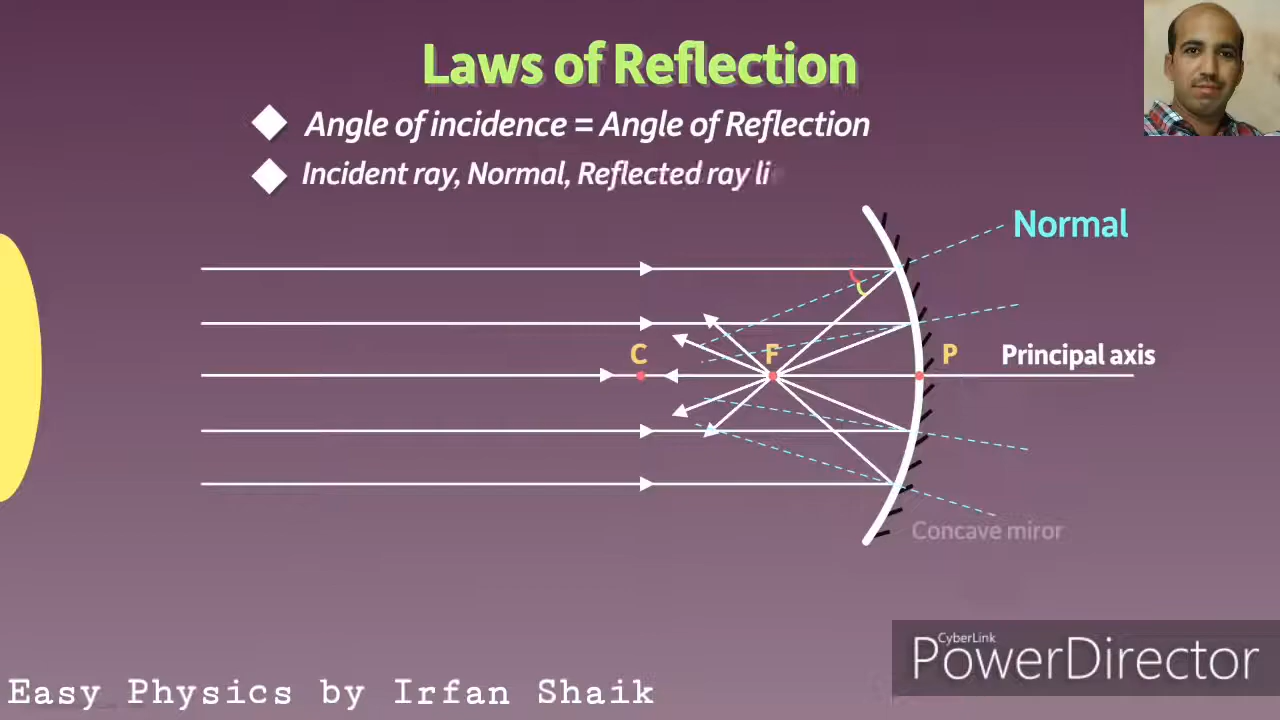 Laws of Reflection
Angle of incidence = Angle of Reflection
Incident ray, Normal, Reflected ray li
Normal
C
F
P
Principal axis
Concave miror
CyberLink
PowerDirector
Easy Physics by Irfan Shaik